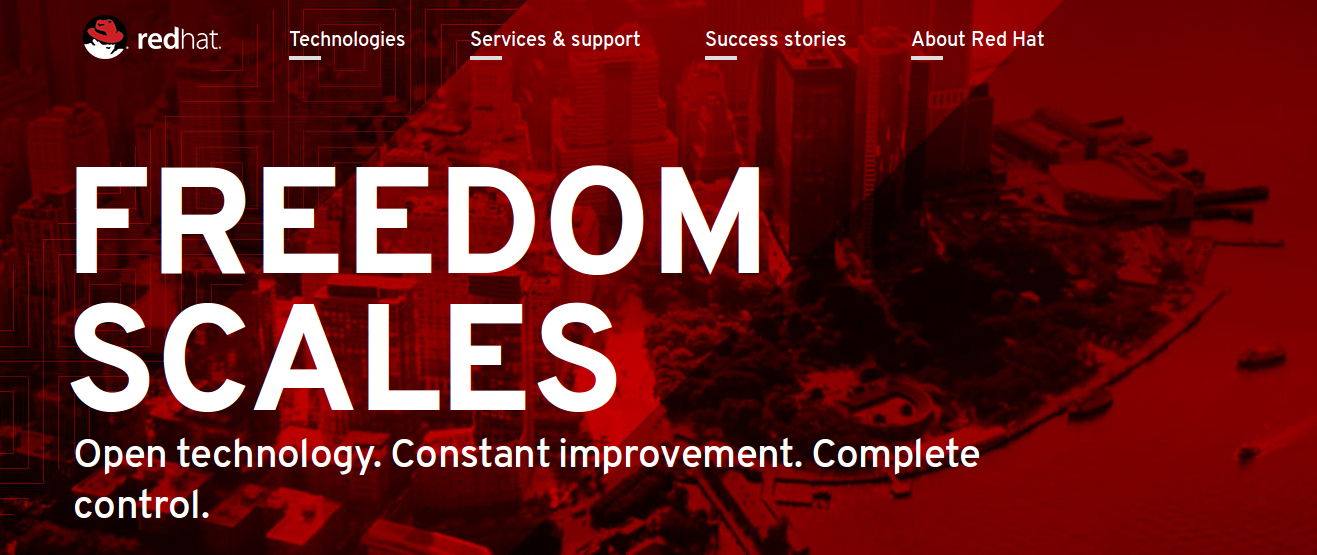 redhat.
Technologies
Services & support
Success stories
About Red Hat
FREEDOM
SCALES
Open technology. Constant improvement. Complete
control.